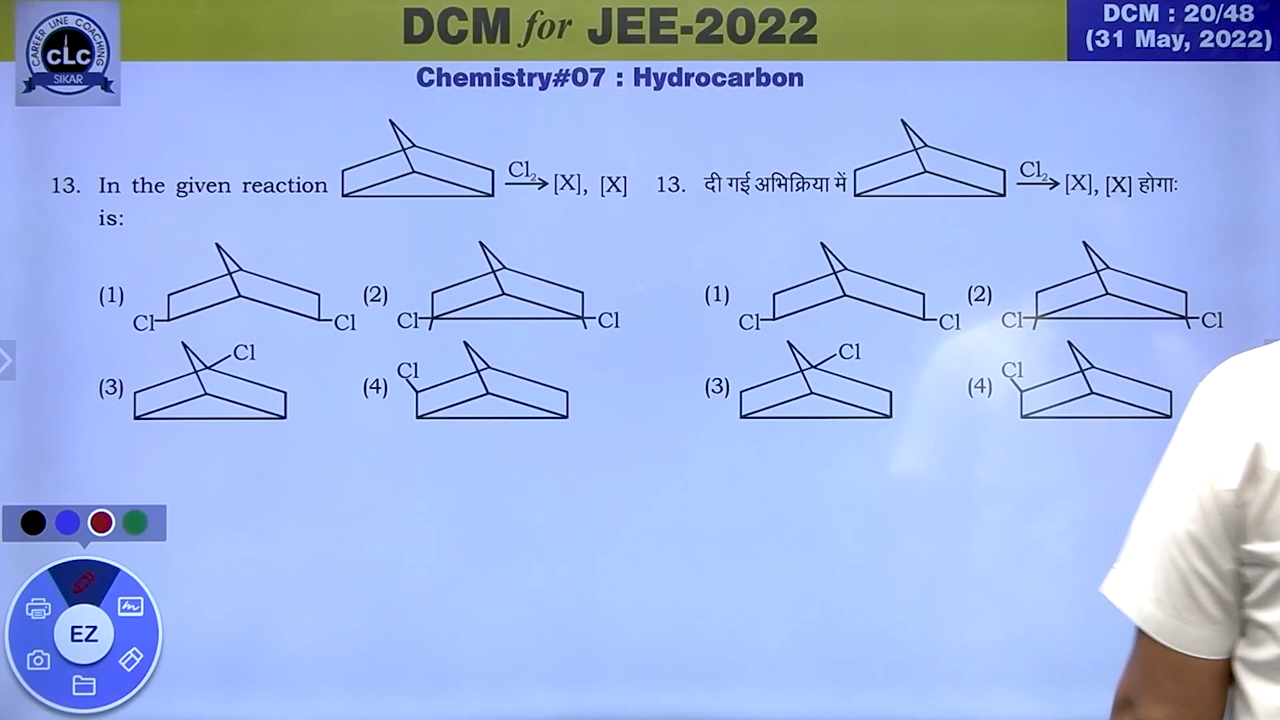 DCM for JEE-2022
DCM : 20/48
(31 May, 2022)
CAREER LINE COACHING
CLC
SIKAR
Chemistry#07 : Hydrocarbon
13. In the given reaction Cl₂ [X], [X]
is:
(1) Cl Cl (2) Cl Cl
(3) Cl (4) Cl
13. दी गई अभिक्रिया में Cl₂ [X], [X] होगाः
(1) Cl Cl (2) Cl Cl
(3) Cl (4) Cl
EZ